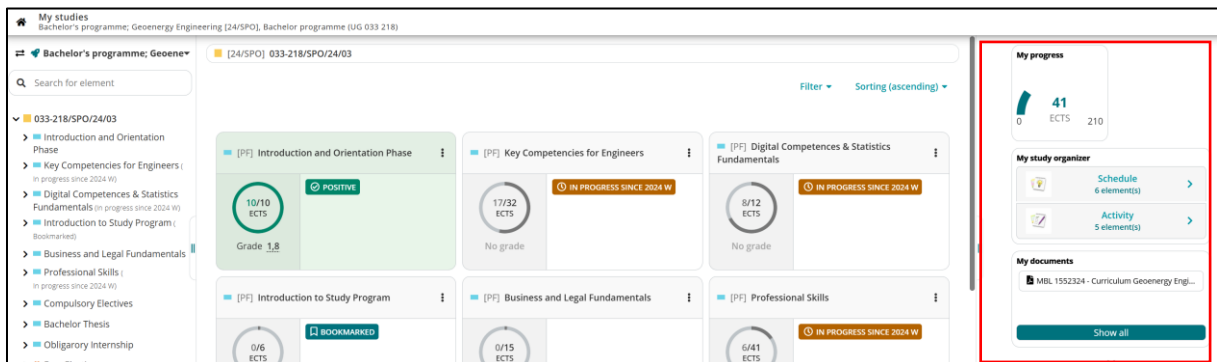 My studies
Bachelor's programme; Geoenergy Engineering [24/SPO], Bachelor programme (UG 033 218)
Bachelor's programme; Geoene
Search for element
033-218/SPO/24/03
Introduction and Orientation
Phase
Key Competencies for Engineers (
In progress since 2024 W)
Digital Competences & Statistics
Fundamentals (In progress since 2024 W)
Introduction to Study Program (
Bookmarked)
Business and Legal Fundamentals
Professional Skills (
In progress since 2024 W)
Compulsory Electives
Bachelor Thesis
Obligarory Internship
[24/SPO] 033-218/SPO/24/03
Filter
Sorting (ascending)
[PF] Introduction and Orientation Phase
10/10
ECTS
Grade 1,8
POSITIVE
[PF] Key Competencies for Engineers
17/32
ECTS
No grade
IN PROGRESS SINCE 2024 W
[PF] Digital Competences & Statistics
Fundamentals
8/12
ECTS
No grade
IN PROGRESS SINCE 2024 W
[PF] Introduction to Study Program
0/6
ECTS
BOOKMARKED
[PF] Business and Legal Fundamentals
0/15
ECTS
[PF] Professional Skills
6/41
ECTS
IN PROGRESS SINCE 2024 W
My progress
41
ECTS
0
210
My study organizer
Schedule
6 element(s)
Activity
5 element(s)
My documents
MBL 1552324 - Curriculum Geoenergy Engi...
Show all